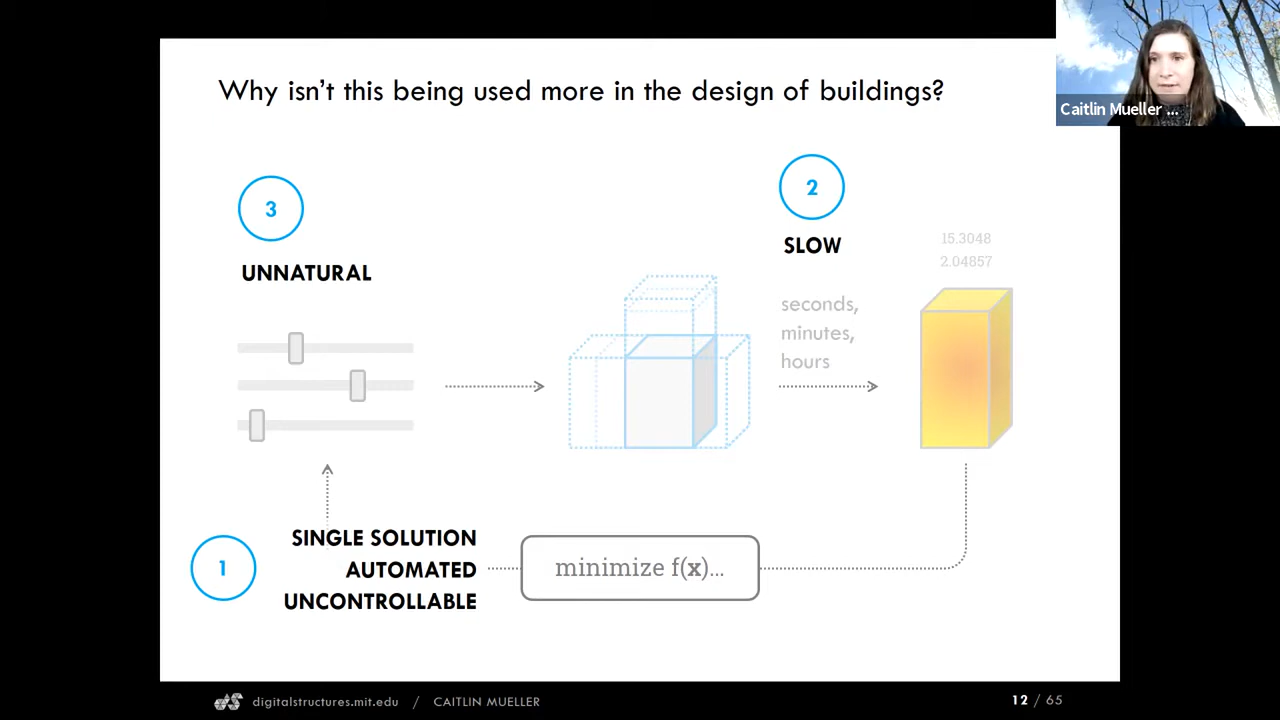 Why isn't this being used more in the design of buildings?
Caitlin Mueller ...
3
UNNATURAL
2
SLOW
seconds,
minutes,
hours
15.3048
2.04857
1
SINGLE SOLUTION
AUTOMATED
UNCONTROLLABLE
minimize f(x)...
digitalstructures.mit.edu / CAITLIN MUELLER
12 / 65